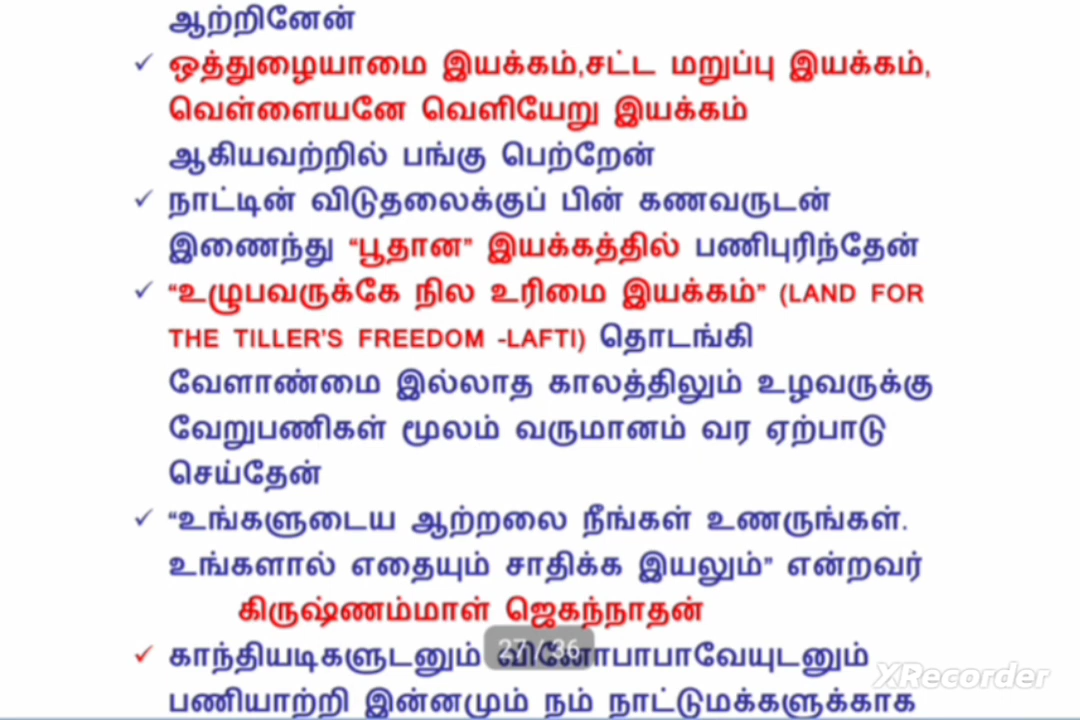 ஆற்றினேன்
✓ ஒத்துழையாமை இயக்கம்,சட்ட மறுப்பு இயக்கம்,
வெள்ளையனே வெளியேறு இயக்கம்
ஆகியவற்றில் பங்கு பெற்றேன்
✓ நாட்டின் விடுதலைக்குப் பின் கணவருடன்
இணைந்து “பூதான” இயக்கத்தில் பணிபுரிந்தேன்
✓ “உழுபவருக்கே நில உரிமை இயக்கம்” (LAND FOR
THE TILLER'S FREEDOM -LAFTI) தொடங்கி
வேளாண்மை இல்லாத காலத்திலும் உழவருக்கு
வேறுபணிகள் மூலம் வருமானம் வர ஏற்பாடு
செய்தேன்
✓ “உங்களுடைய ஆற்றலை நீங்கள் உணருங்கள்.
உங்களால் எதையும் சாதிக்க இயலும்” என்றவர்
கிருஷ்ணம்மாள் ஜெகந்நாதன்
27 / 36
✓ காந்தியடிகளுடனும் வினோபாபாவேயுடனும்
XRecorder
பணியாற்றி இன்னமும் நம் நாட்டுமக்களுக்காக